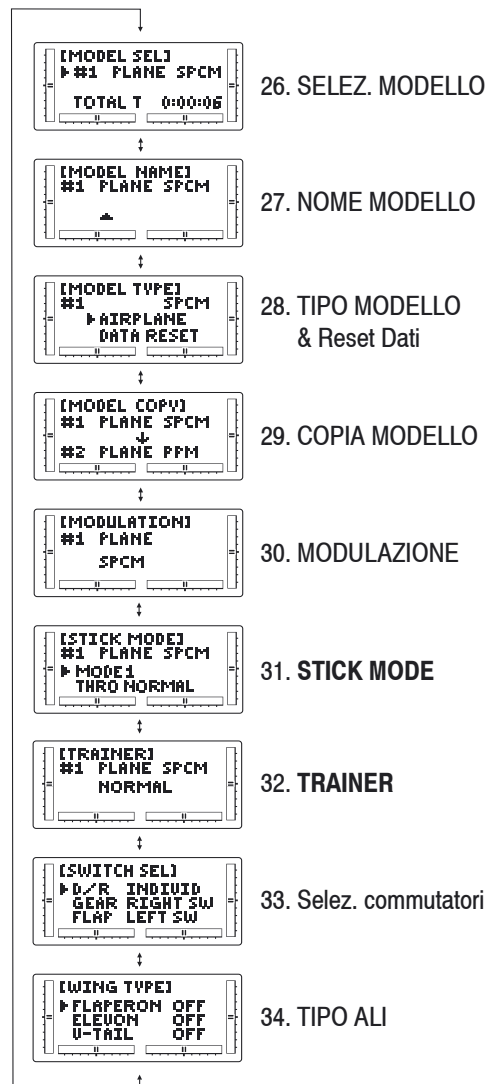 [MODEL SEL]
#1 PLANE SPCM
TOTAL T 0:00:06
26. SELEZ. MODELLO
[MODEL NAME]
#1 PLANE SPCM
27. NOME MODELLO
[MODEL TYPE]
#1 SPCM
AIRPLANE
DATA RESET
28. TIPO MODELLO
& Reset Dati
[MODEL COPY]
#1 PLANE SPCM
#2 PLANE PPM
29. COPIA MODELLO
[MODULATION]
#1 PLANE
SPCM
30. MODULAZIONE
[STICK MODE]
#1 PLANE SPCM
MODE1
THRO NORMAL
31. STICK MODE
[TRAINER]
#1 PLANE SPCM
NORMAL
32. TRAINER
[SWITCH SEL]
D/R INDIVID
GEAR RIGHT SW
FLAP LEFT SW
33. Selez. commutatori
[WING TYPE]
FLAPERON OFF
ELEVON OFF
V-TAIL OFF
34. TIPO ALI